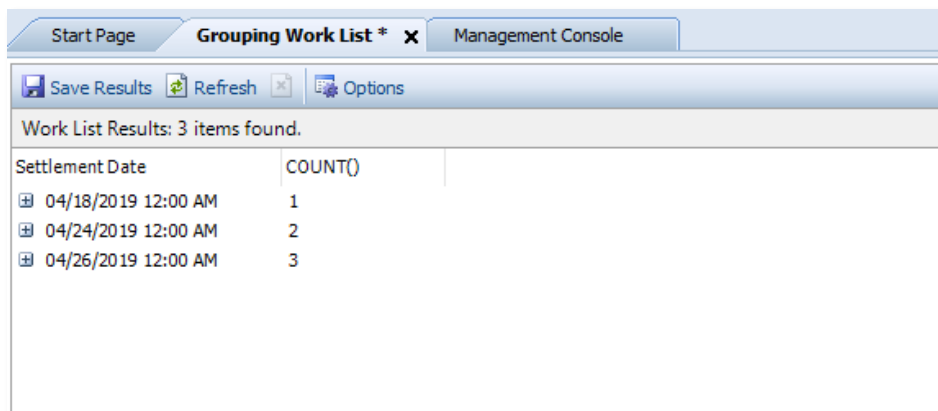 Start Page Grouping Work List * Management Console
Save Results Refresh Options
Work List Results: 3 items found.
Settlement Date COUNT()
04/18/2019 12:00 AM 1
04/24/2019 12:00 AM 2
04/26/2019 12:00 AM 3